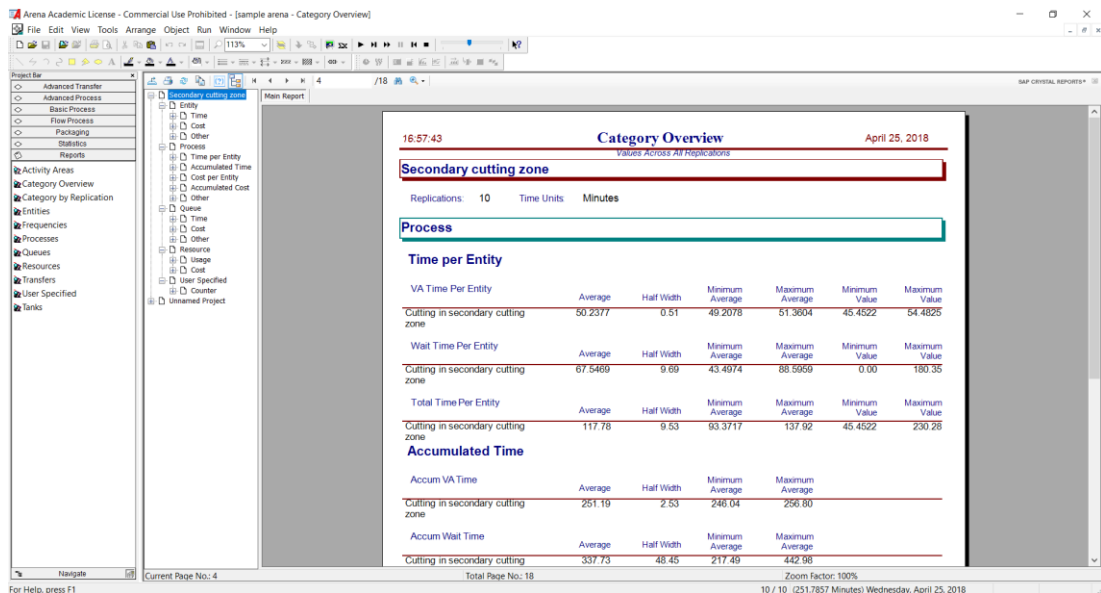 Arena Academic License - Commercial Use Prohibited - [sample arena - Category Overview]
File Edit View Tools Arrange Object Run Window Help
113%
Project Bar
Advanced Transfer
Advanced Process
Basic Process
Flow Process
Packaging
Statistics
Reports
Activity Areas
Category Overview
Category by Replication
Entities
Frequencies
Processes
Queues
Resources
Transfers
User Specified
Tanks
Navigate
4 /18
SAP CRYSTAL REPORTS®
Main Report
Secondary cutting zone
Entity
Time
Cost
Other
Process
Time per Entity
Accumulated Time
Cost per Entity
Accumulated Cost
Other
Queue
Time
Cost
Other
Resource
Usage
Cost
User Specified
Counter
Unnamed Project
16:57:43 Category Overview April 25, 2018
Values Across All Replications
Secondary cutting zone
Replications: 10 Time Units: Minutes
Process
Time per Entity
VA Time Per Entity Average Half Width Minimum Average Maximum Average Minimum Value Maximum Value
Cutting in secondary cutting zone 50.2377 0.51 49.2078 51.3604 45.4522 54.4825
Wait Time Per Entity Average Half Width Minimum Average Maximum Average Minimum Value Maximum Value
Cutting in secondary cutting zone 67.5469 9.69 43.4974 88.5959 0.00 180.35
Total Time Per Entity Average Half Width Minimum Average Maximum Average Minimum Value Maximum Value
Cutting in secondary cutting zone 117.78 9.53 93.3717 137.92 45.4522 230.28
Accumulated Time
Accum VA Time Average Half Width Minimum Average Maximum Average
Cutting in secondary cutting zone 251.19 2.53 246.04 256.80
Accum Wait Time Average Half Width Minimum Average Maximum Average
Cutting in secondary cutting 337.73 48.45 217.49 442.98
Current Page No.: 4 Total Page No.: 18 Zoom Factor: 100%
For Help, press F1 10 / 10 (251.7857 Minutes) Wednesday, April 25, 2018